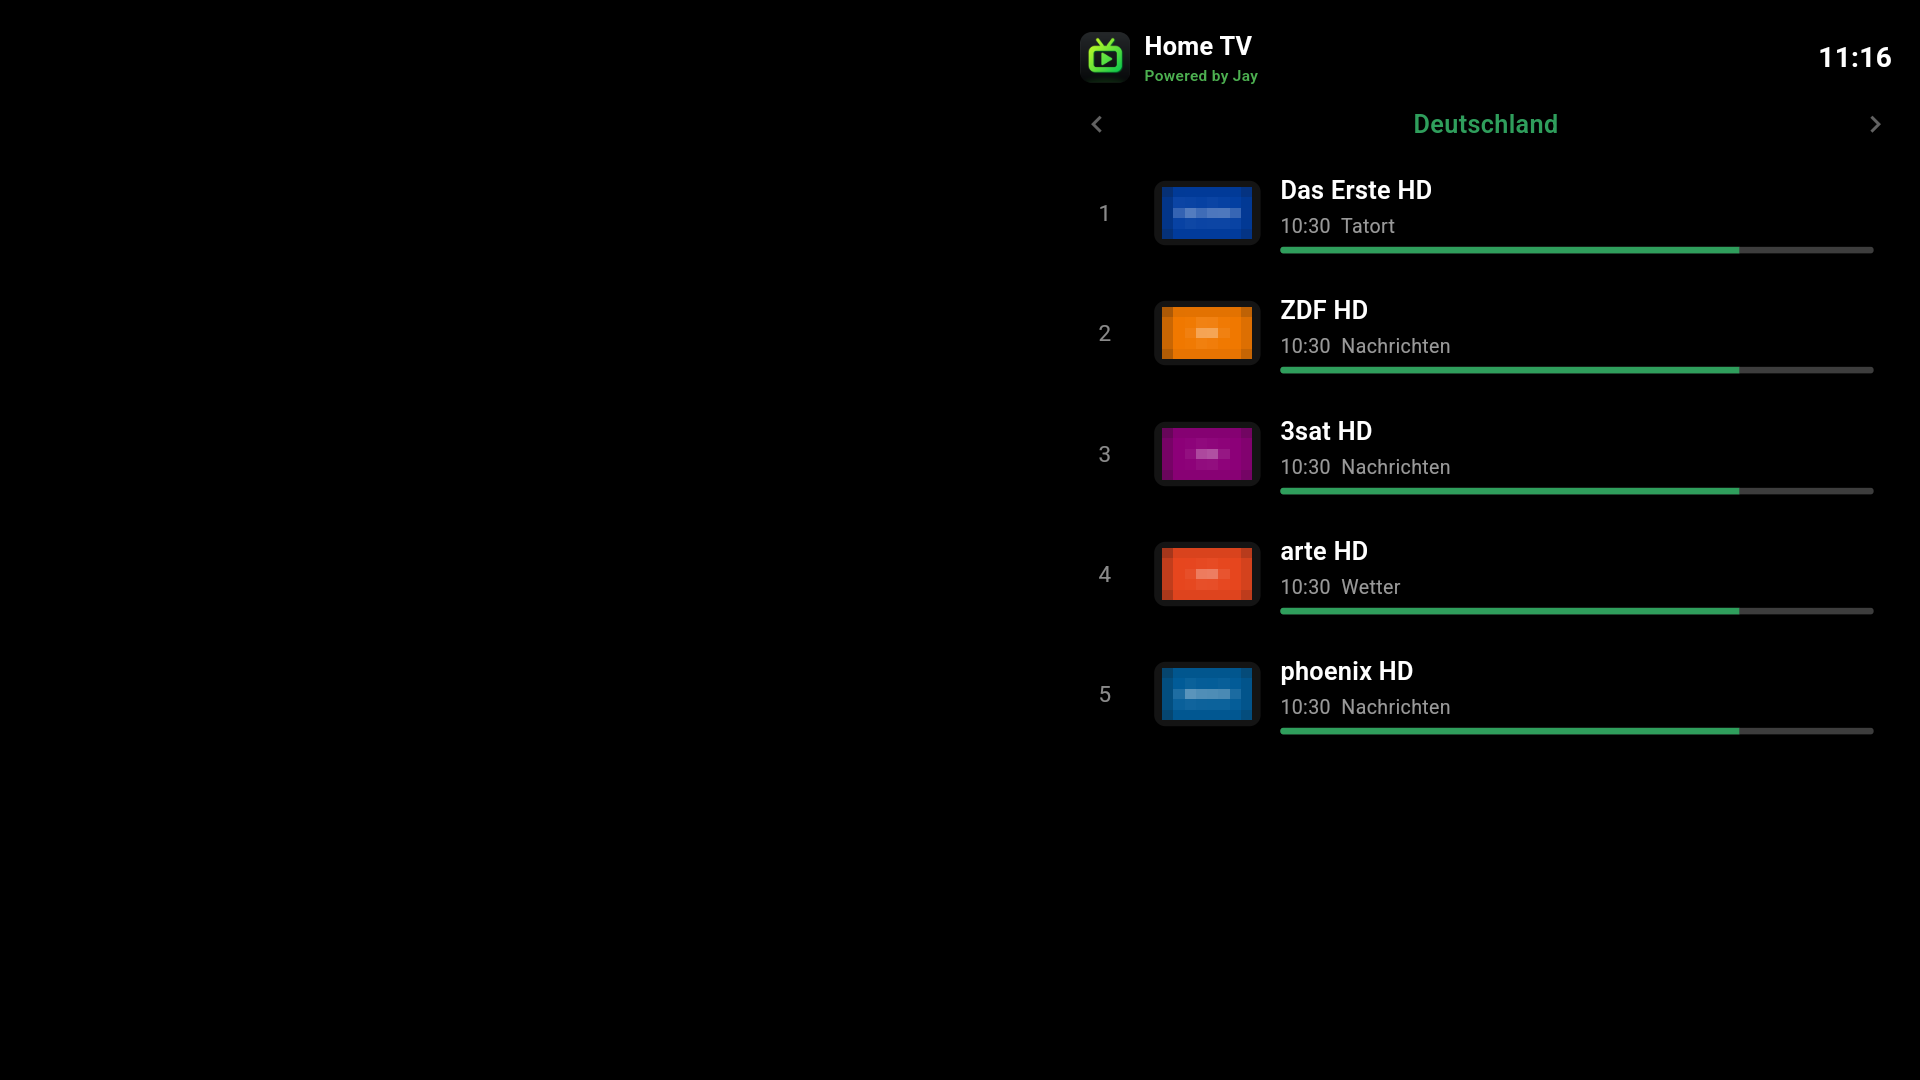 Home TV
Powered by Jay
11:16
Deutschland
1
Das Erste HD
10:30 Tatort
2
ZDF HD
10:30 Nachrichten
3
3sat HD
10:30 Nachrichten
4
arte HD
10:30 Wetter
5
phoenix HD
10:30 Nachrichten